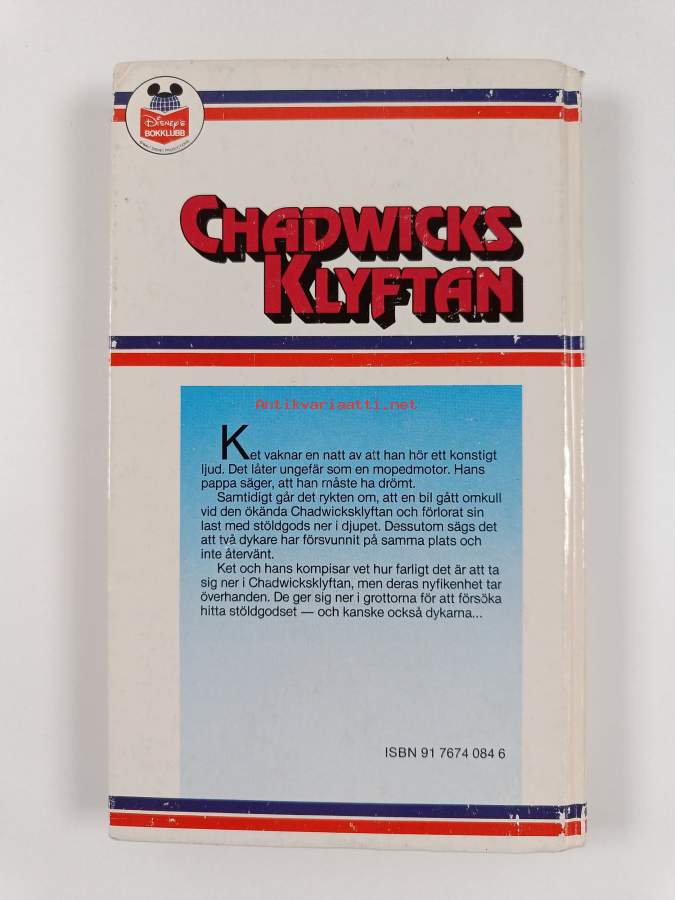 Disney's
BOKKLUBB
©WALT DISNEY PRODUCTIONS
CHADWICKS
KLYFTAN
Antikvariaatti.net
Ket vaknar en natt av att han hör ett konstigt
ljud. Det låter ungefär som en mopedmotor. Hans
pappa säger, att han måste ha drömt.
Samtidigt går det rykten om, att en bil gått omkull
vid den ökända Chadwicksklyftan och förlorat sin
last med stöldgods ner i djupet. Dessutom sägs det
att två dykare har försvunnit på samma plats och
inte återvänt.
Ket och hans kompisar vet hur farligt det är att ta
sig ner i Chadwicksklyftan, men deras nyfikenhet tar
överhanden. De ger sig ner i grottorna för att försöka
hitta stöldgodset — och kanske också dykarna...
ISBN 91 7674 084 6